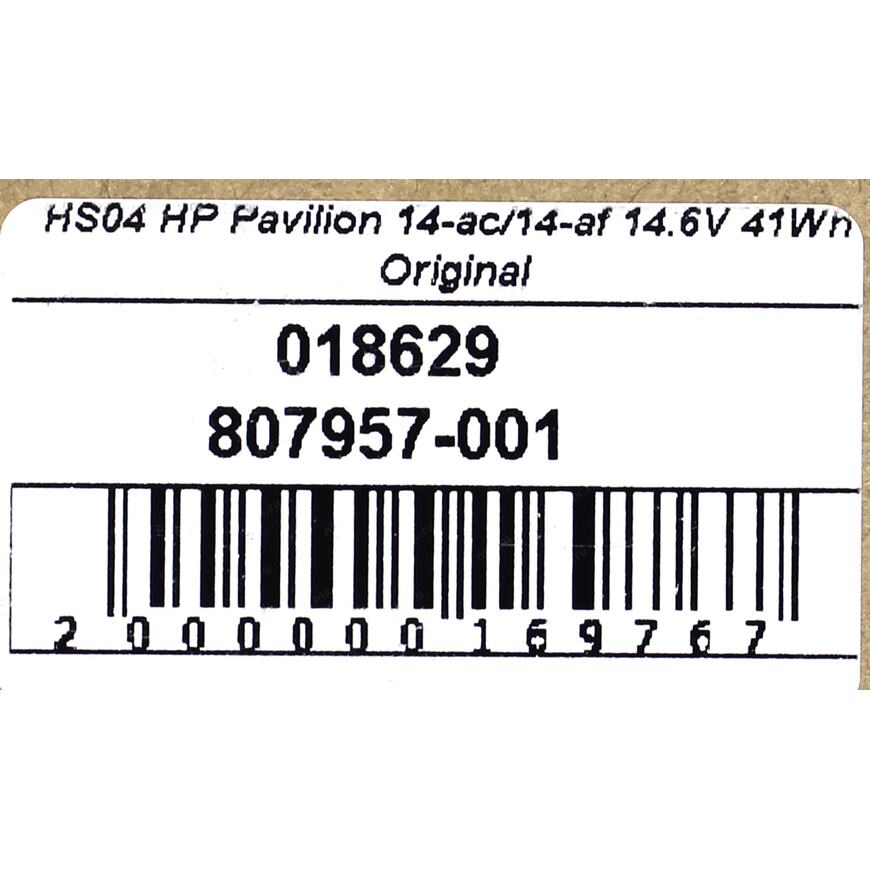 HS04 HP Pavilion 14-ac/14-af 14.6V 41Wh
Original
018629
807957-001
2 000000 169767